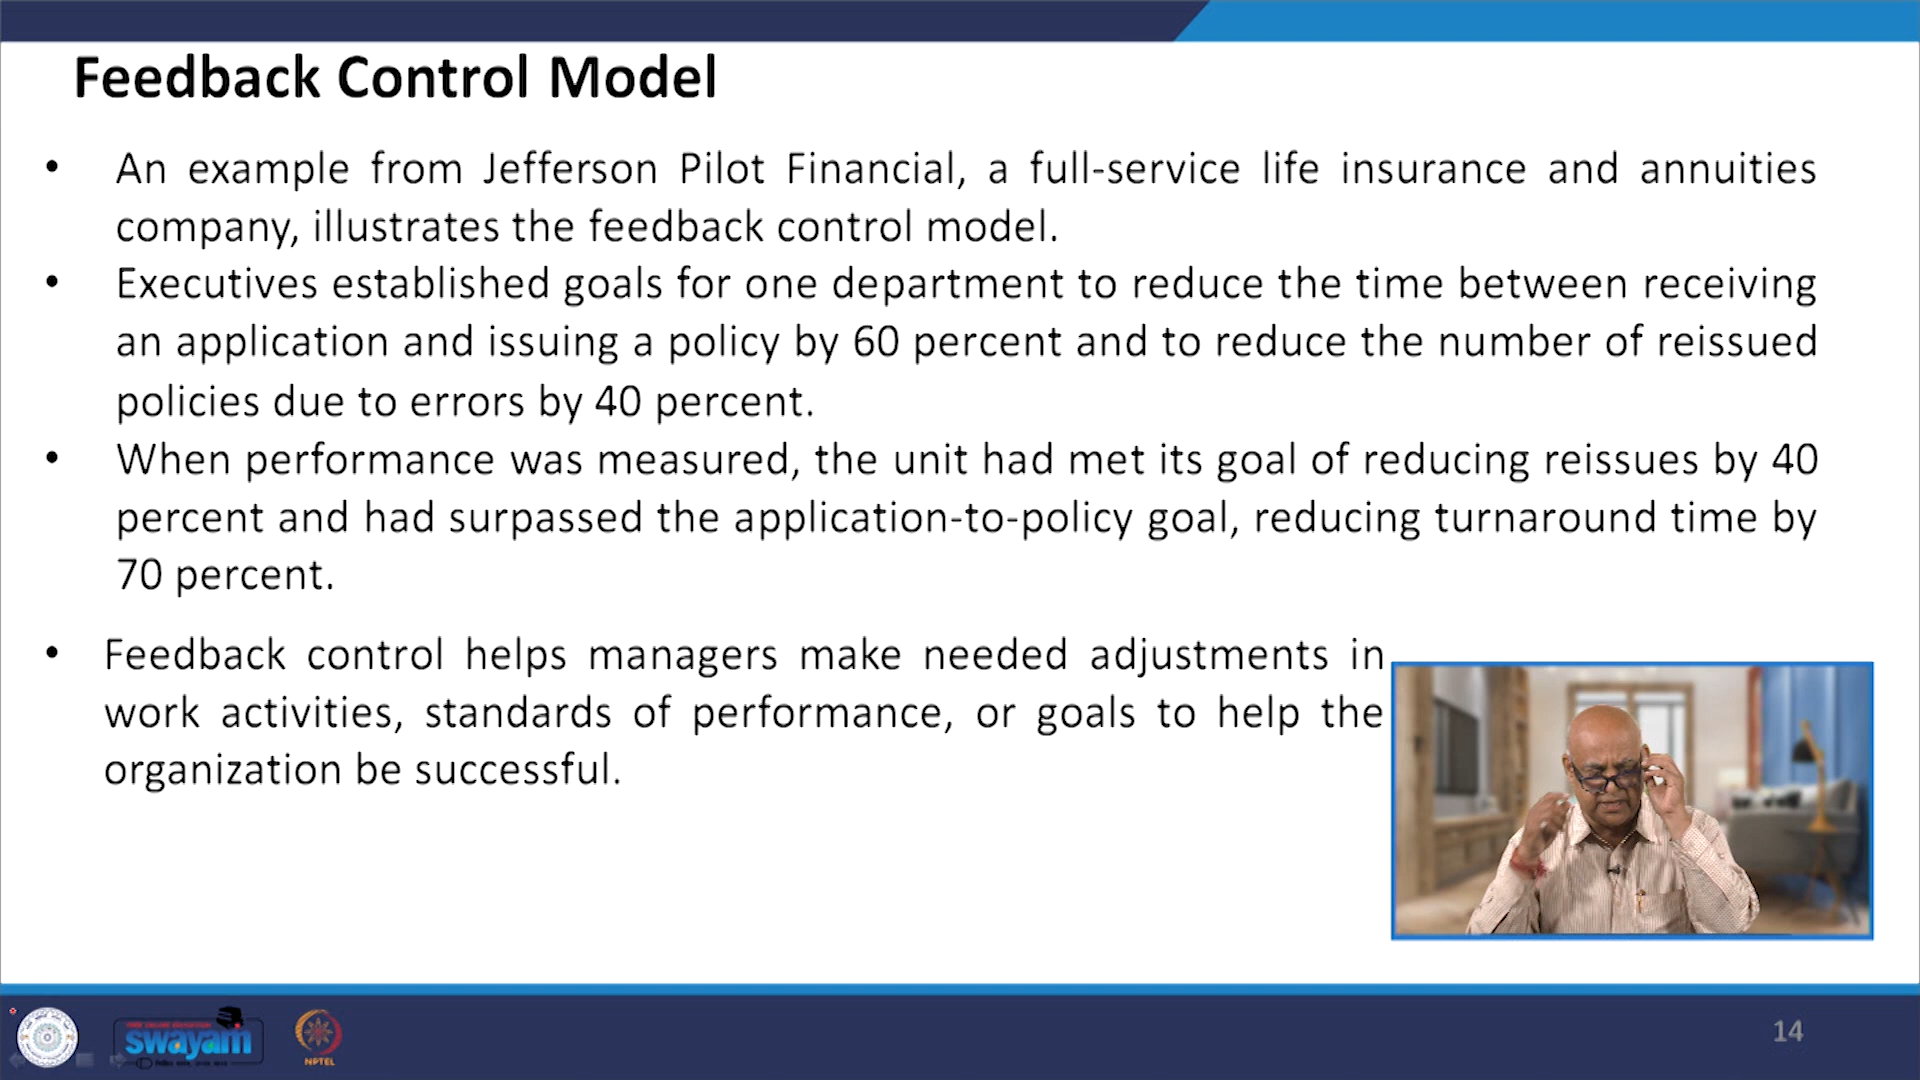 Feedback Control Model
• An example from Jefferson Pilot Financial, a full-service life insurance and annuities
company, illustrates the feedback control model.
• Executives established goals for one department to reduce the time between receiving
an application and issuing a policy by 60 percent and to reduce the number of reissued
policies due to errors by 40 percent.
• When performance was measured, the unit had met its goal of reducing reissues by 40
percent and had surpassed the application-to-policy goal, reducing turnaround time by
70 percent.
• Feedback control helps managers make needed adjustments in
work activities, standards of performance, or goals to help the
organization be successful.
swayam
NPTEL
14